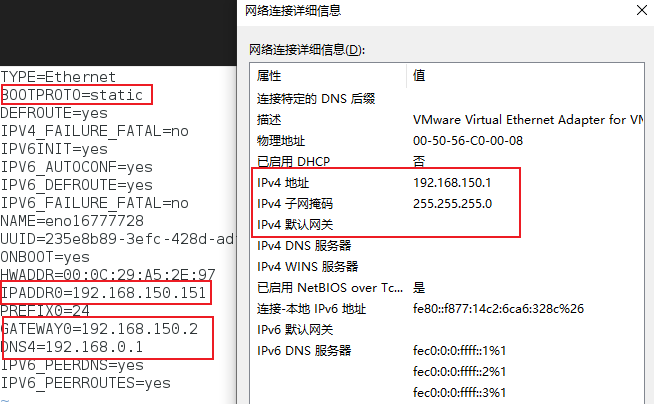 TYPE=Ethernet
BOOTPROTO=static
DEFROUTE=yes
IPV4_FAILURE_FATAL=no
IPV6INIT=yes
IPV6_AUTOCONF=yes
IPV6_DEFROUTE=yes
IPV6_FAILURE_FATAL=no
NAME=eno16777728
UUID=235e8b89-3efc-428d-ad
ONBOOT=yes
HWADDR=00:0C:29:A5:2E:97
IPADDR0=192.168.150.151
PREFIX0=24
GATEWAY0=192.168.150.2
DNS4=192.168.0.1
IPV6_PEERDNS=yes
IPV6_PEERROUTES=yes
~
网络连接详细信息
网络连接详细信息(D):
属性 值
连接特定的 DNS 后缀
描述 VMware Virtual Ethernet Adapter for VM
物理地址 00-50-56-C0-00-08
已启用 DHCP 否
IPv4 地址 192.168.150.1
IPv4 子网掩码 255.255.255.0
IPv4 默认网关
IPv4 DNS 服务器
IPv4 WINS 服务器
已启用 NetBIOS over Tc... 是
连接-本地 IPv6 地址 fe80::f877:14c2:6ca6:328c%26
IPv6 默认网关
IPv6 DNS 服务器 fec0:0:0:ffff::1%1
fec0:0:0:ffff::2%1
fec0:0:0:ffff::3%1